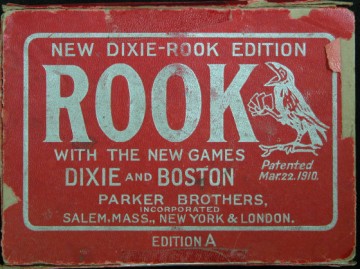 NEW DIXIE-ROOK EDITION
ROOK
WITH THE NEW GAMES
DIXIE AND BOSTON
Patented
Mar. 22. 1910.
PARKER BROTHERS,
INCORPORATED
SALEM, MASS., NEW YORK & LONDON.
EDITION A